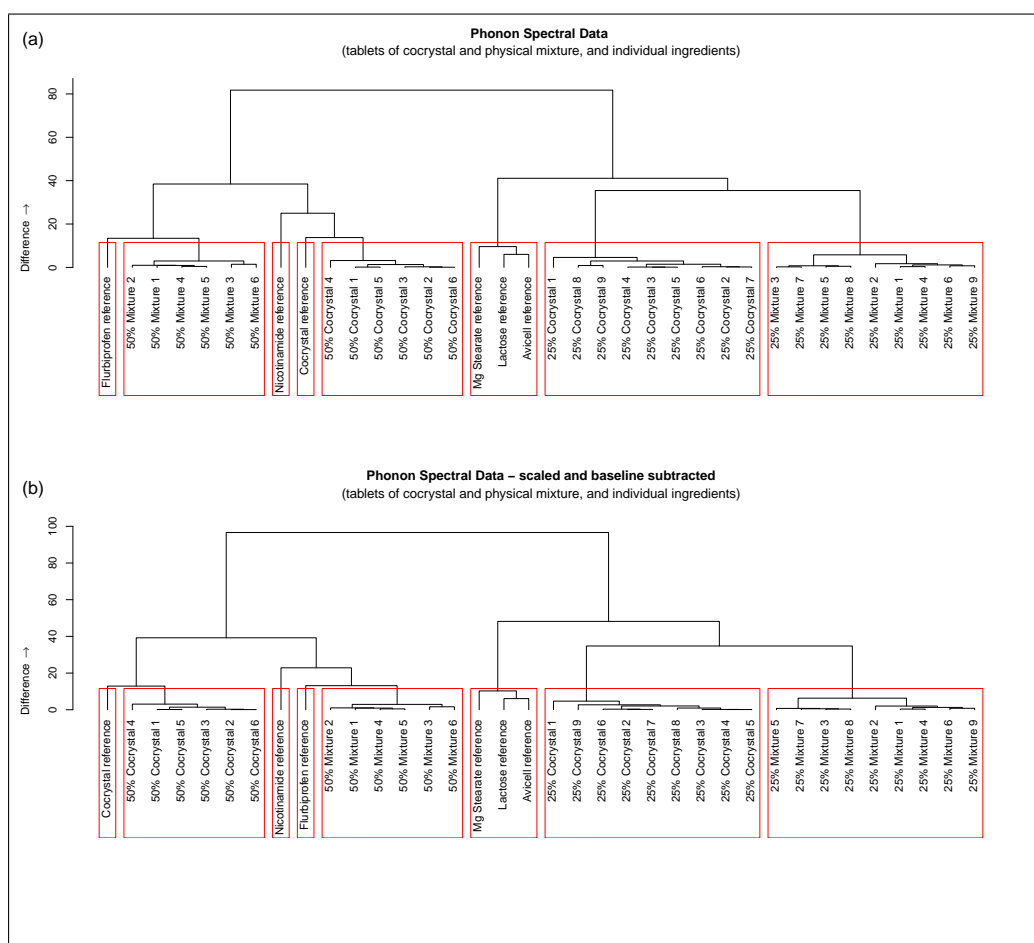 (a)
Phonon Spectral Data
(tablets of cocrystal and physical mixture, and individual ingredients)
80
60
40
20
0
Difference →
Flurbiprofen reference
50% Mixture 2
50% Mixture 1
50% Mixture 4
50% Mixture 5
50% Mixture 3
50% Mixture 6
Nicotinamide reference
Cocrystal reference
50% Cocrystal 4
50% Cocrystal 1
50% Cocrystal 5
50% Cocrystal 3
50% Cocrystal 2
50% Cocrystal 6
Mg Stearate reference
Lactose reference
Avicell reference
25% Cocrystal 1
25% Cocrystal 8
25% Cocrystal 9
25% Cocrystal 4
25% Cocrystal 3
25% Cocrystal 5
25% Cocrystal 6
25% Cocrystal 2
25% Cocrystal 7
25% Mixture 3
25% Mixture 7
25% Mixture 5
25% Mixture 8
25% Mixture 2
25% Mixture 1
25% Mixture 4
25% Mixture 6
25% Mixture 9
(b)
Phonon Spectral Data – scaled and baseline subtracted
(tablets of cocrystal and physical mixture, and individual ingredients)
100
80
60
40
20
0
Difference →
Cocrystal reference
50% Cocrystal 4
50% Cocrystal 1
50% Cocrystal 5
50% Cocrystal 3
50% Cocrystal 2
50% Cocrystal 6
Nicotinamide reference
Flurbiprofen reference
50% Mixture 2
50% Mixture 1
50% Mixture 4
50% Mixture 5
50% Mixture 3
50% Mixture 6
Mg Stearate reference
Lactose reference
Avicell reference
25% Cocrystal 1
25% Cocrystal 9
25% Cocrystal 6
25% Cocrystal 2
25% Cocrystal 7
25% Cocrystal 8
25% Cocrystal 3
25% Cocrystal 4
25% Cocrystal 5
25% Mixture 5
25% Mixture 7
25% Mixture 3
25% Mixture 8
25% Mixture 2
25% Mixture 1
25% Mixture 4
25% Mixture 6
25% Mixture 9